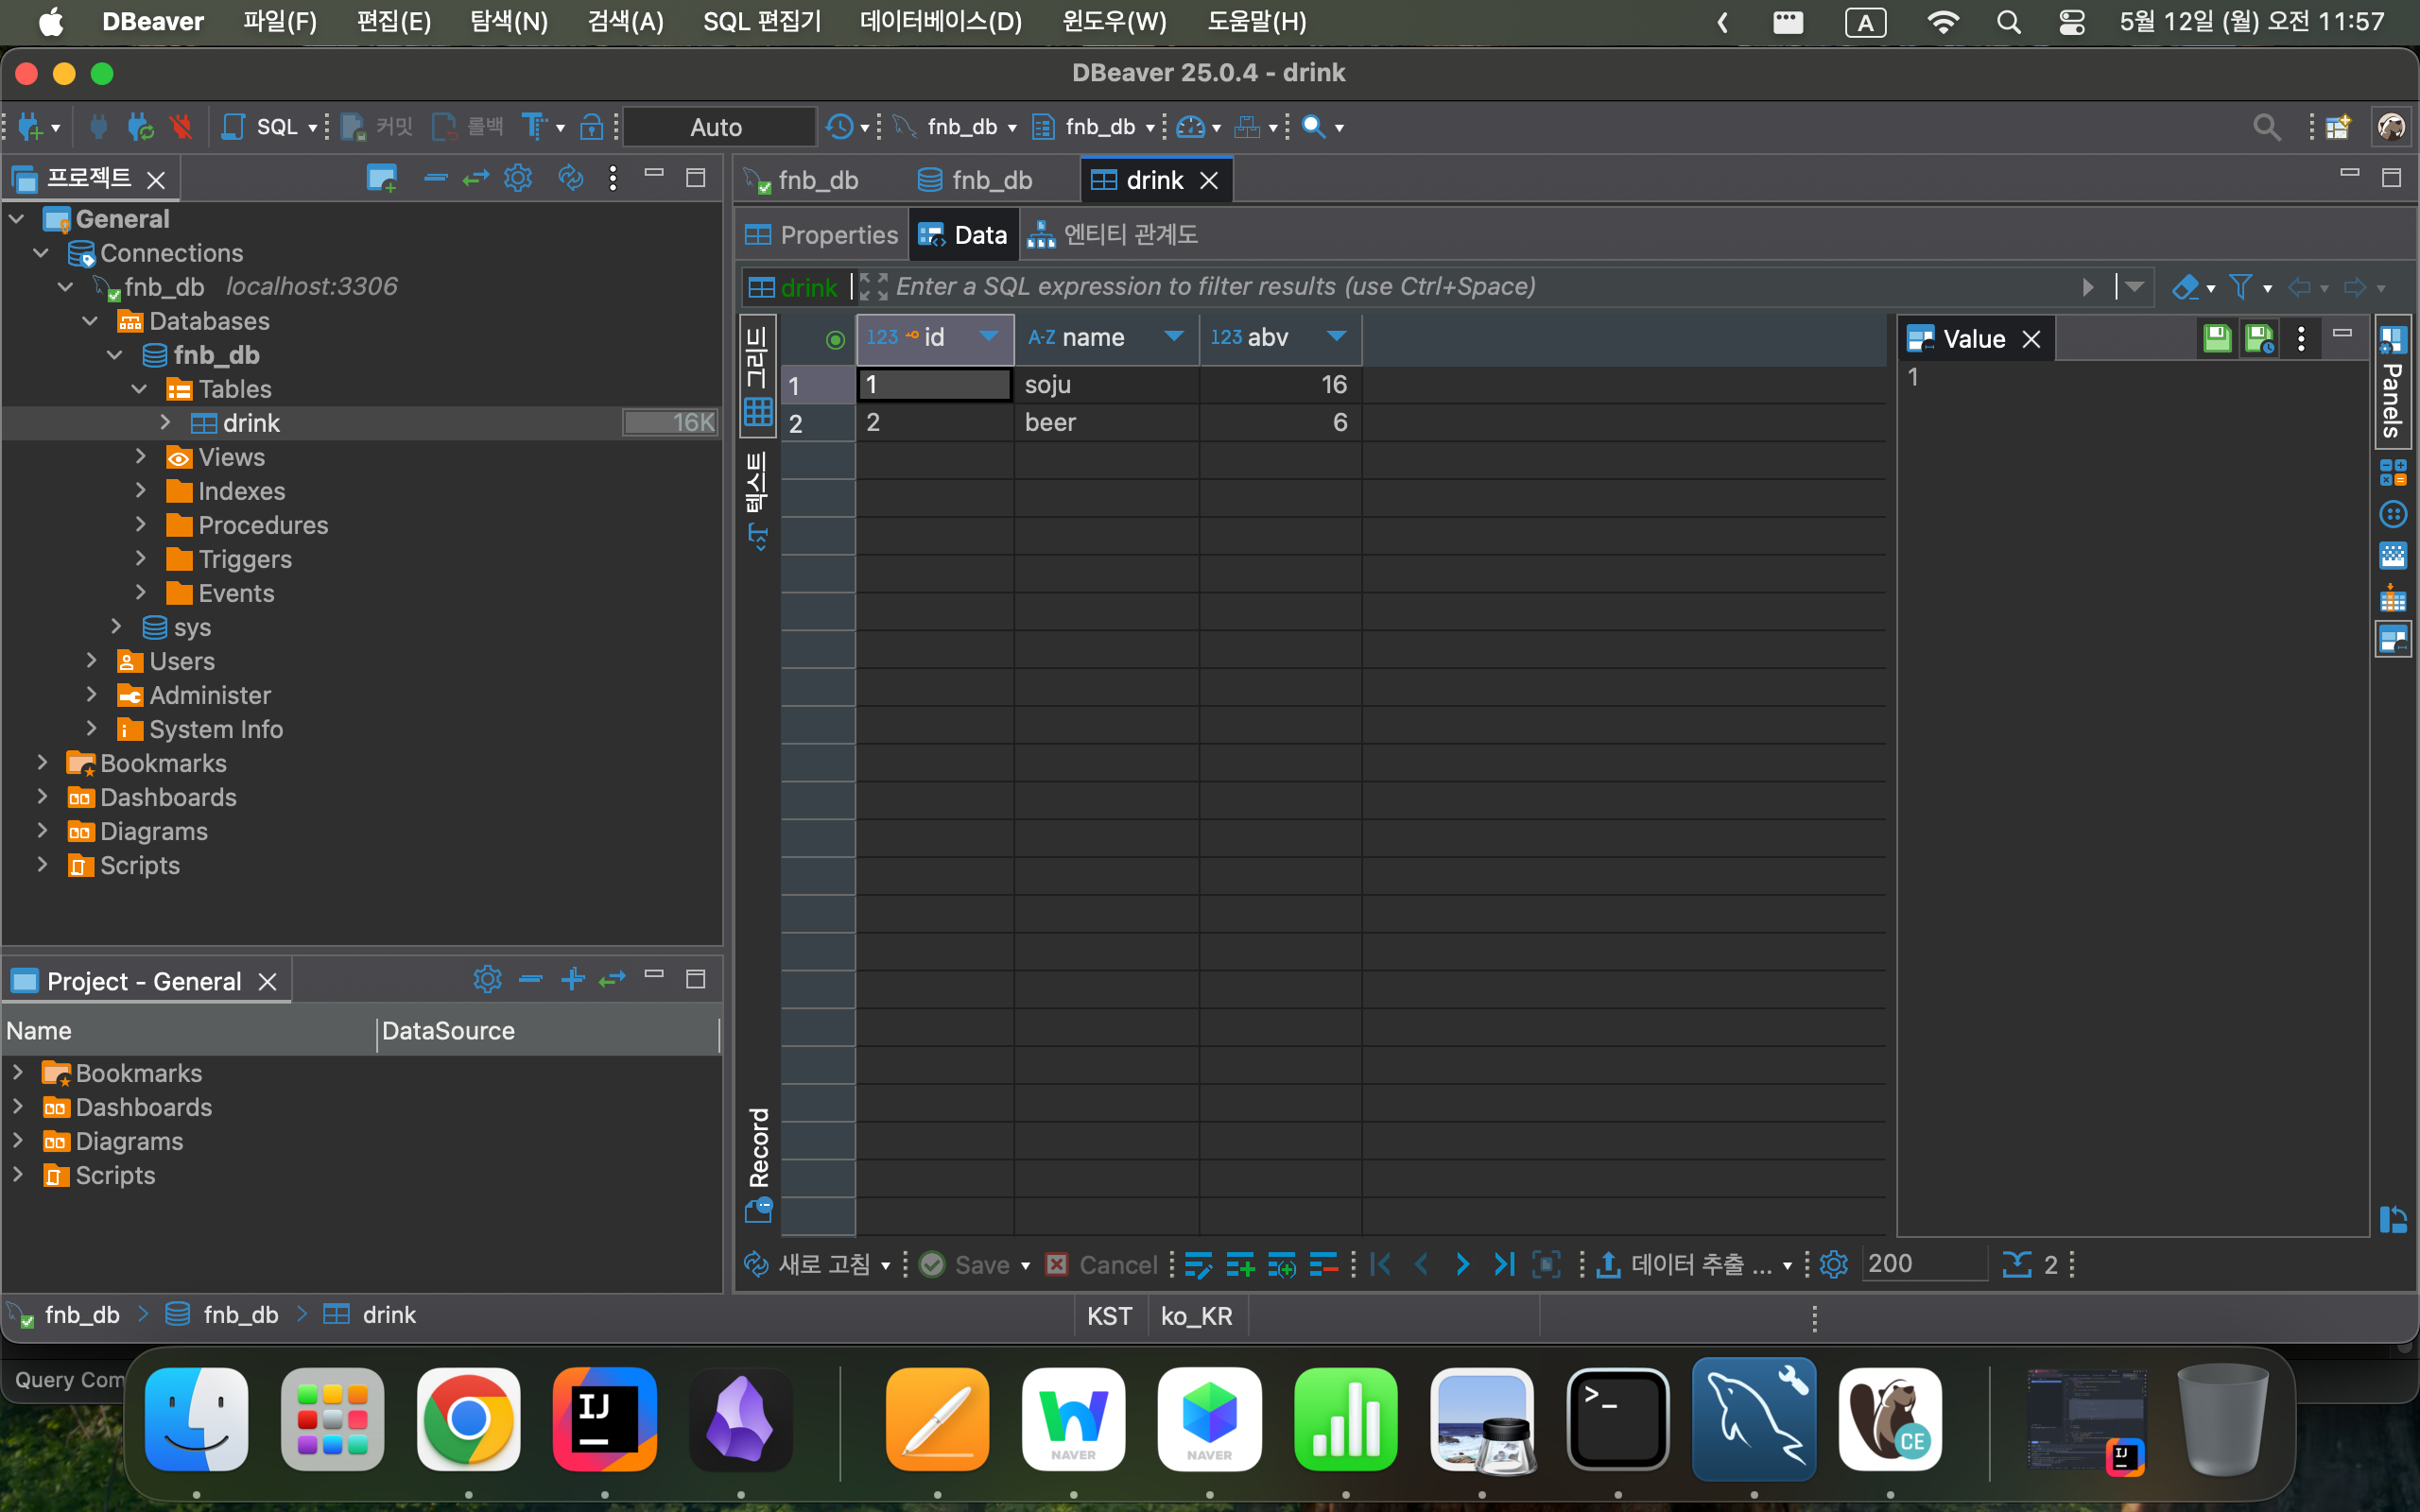 DBeaver 파일(F) 편집(E) 탐색(N) 검색(A) SQL 편집기 데이터베이스(D) 윈도우(W) 도움말(H) A 5월 12일 (월) 오전 11:57
DBeaver 25.0.4 - drink
SQL 커밋 롤백 Auto fnb_db fnb_db
프로젝트
General
Connections
fnb_db localhost:3306
Databases
fnb_db
Tables
drink 16K
Views
Indexes
Procedures
Triggers
Events
sys
Users
Administer
System Info
Bookmarks
Dashboards
Diagrams
Scripts
Project - General
Name DataSource
Bookmarks
Dashboards
Diagrams
Scripts
fnb_db fnb_db drink
Properties Data 엔티티 관계도
drink Enter a SQL expression to filter results (use Ctrl+Space)
그리드
텍스트
Record
123 id A-Z name 123 abv
1 1 soju 16
2 2 beer 6
Value
1
Panels
새로 고침 Save Cancel 데이터 추출 ... 200 2
fnb_db fnb_db drink KST ko_KR
Query Com
IJ
NAVER
NAVER
>_
CE
IJ